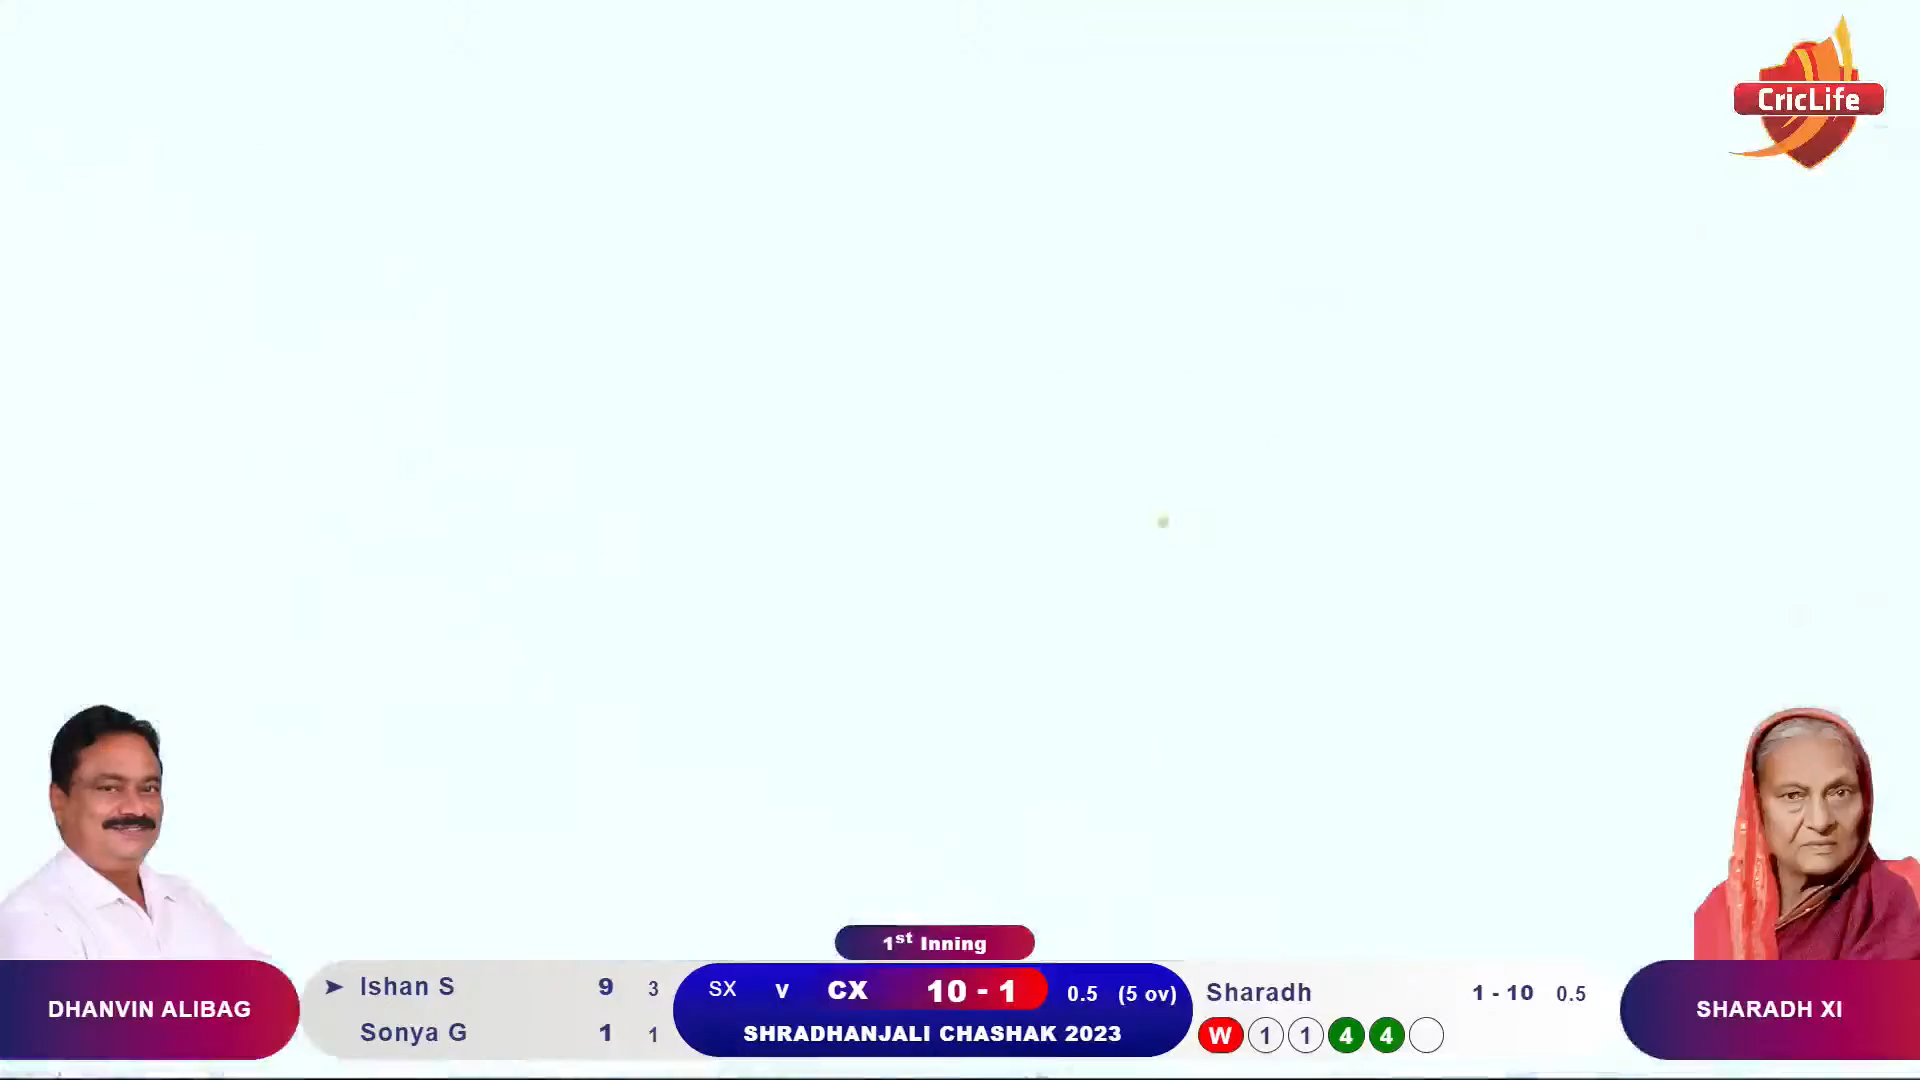 CricLife
1st Inning
DHANVIN ALIBAG
➤ Ishan S 9 3
Sonya G 1 1
SX v CX 10 - 1 0.5 (5 ov)
SHRADHANJALI CHASHAK 2023
Sharadh 1 - 10 0.5
W 1 1 4 4
SHARADH XI